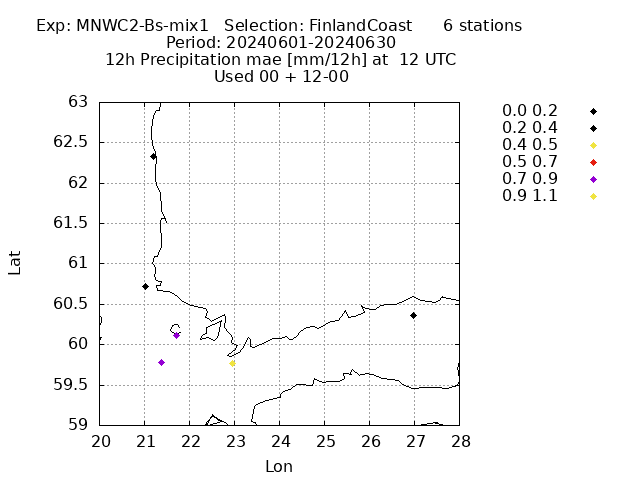 Exp: MNWC2-Bs-mix1 Selection: FinlandCoast 6 stations
Period: 20240601-20240630
12h Precipitation mae [mm/12h] at 12 UTC
Used 00 + 12-00
0.0 0.2
0.2 0.4
0.4 0.5
0.5 0.7
0.7 0.9
0.9 1.1
63
62.5
62
61.5
61
60.5
60
59.5
59
Lat
20 21 22 23 24 25 26 27 28
Lon